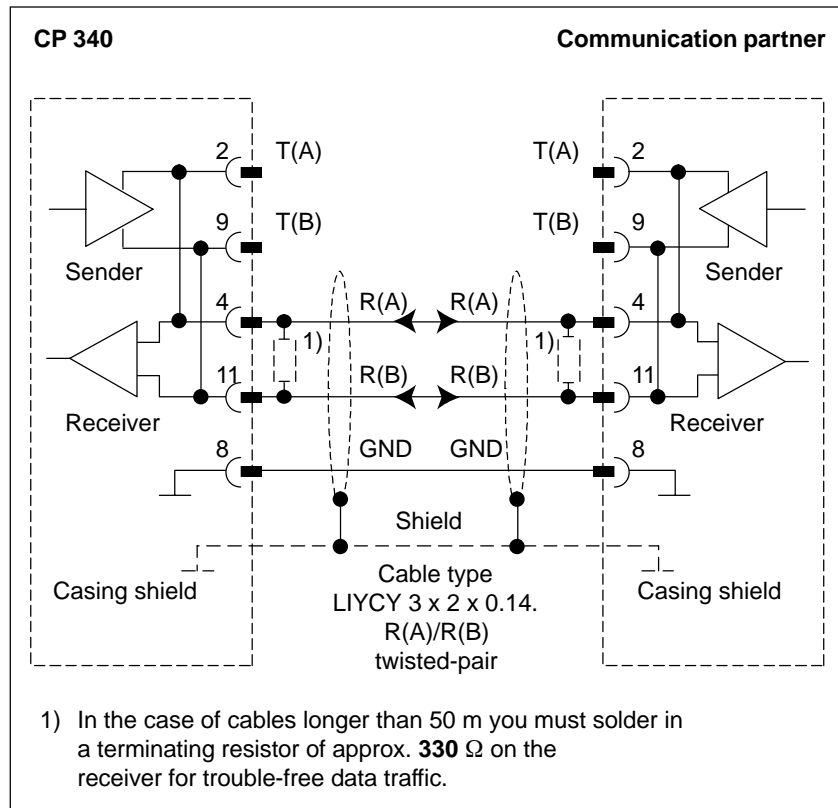 CP 340 Communication partner
2 T(A) T(A) 2
9 T(B) T(B) 9
Sender Sender
4 R(A) R(A) 4
1) 1)
11 R(B) R(B) 11
Receiver Receiver
8 GND GND 8
Shield
Casing shield Casing shield
Cable type
LIYCY 3 x 2 x 0.14.
R(A)/R(B)
twisted-pair
1) In the case of cables longer than 50 m you must solder in
a terminating resistor of approx. 330 Ω on the
receiver for trouble-free data traffic.